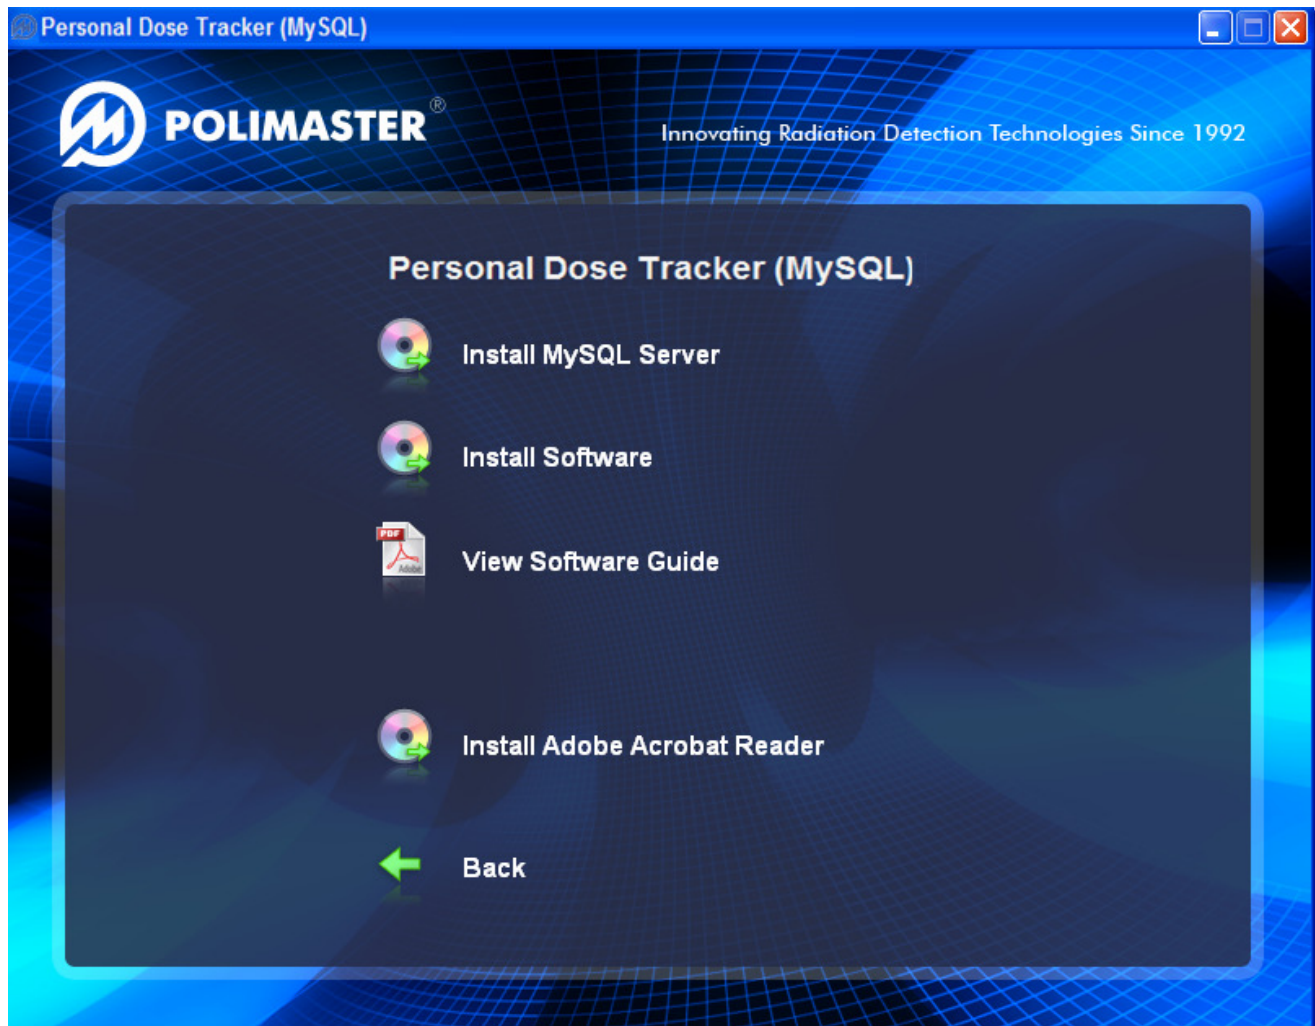 Personal Dose Tracker (MySQL)
POLIMASTER®
Innovating Radiation Detection Technologies Since 1992
Personal Dose Tracker (MySQL)
Install MySQL Server
Install Software
PDF
Adobe
View Software Guide
Install Adobe Acrobat Reader
Back